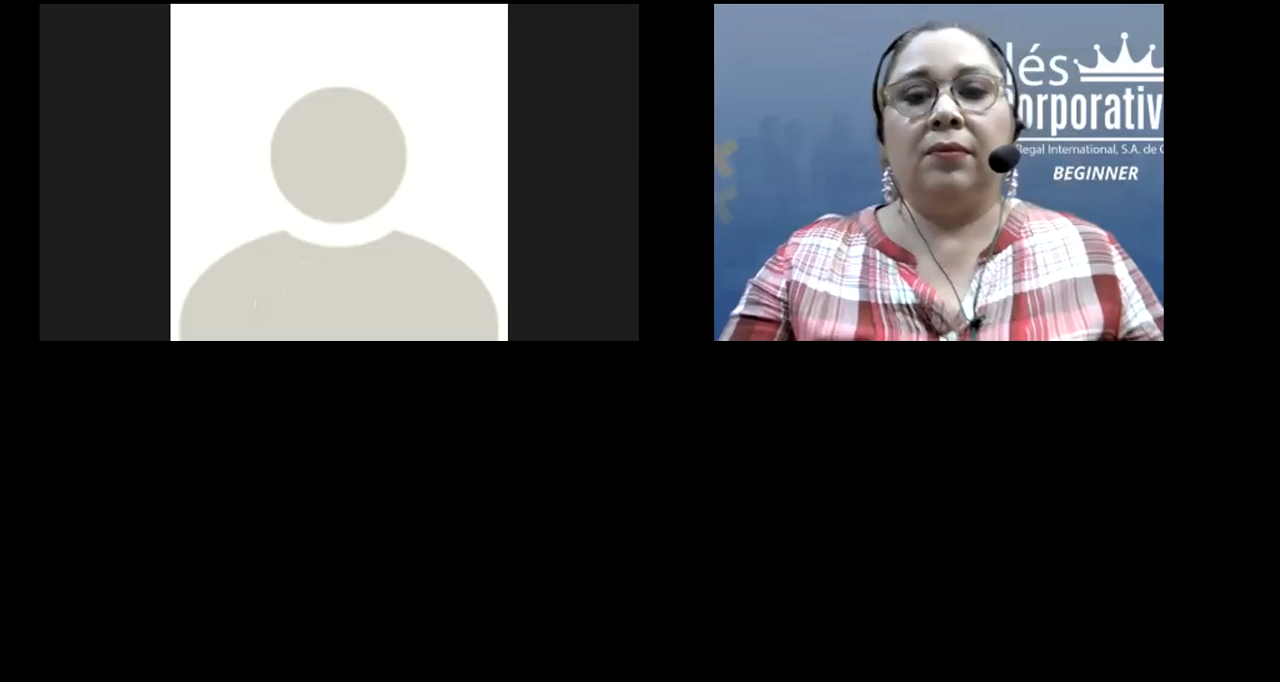 lés
orporativ
Regal International, S.A. de C
BEGINNER